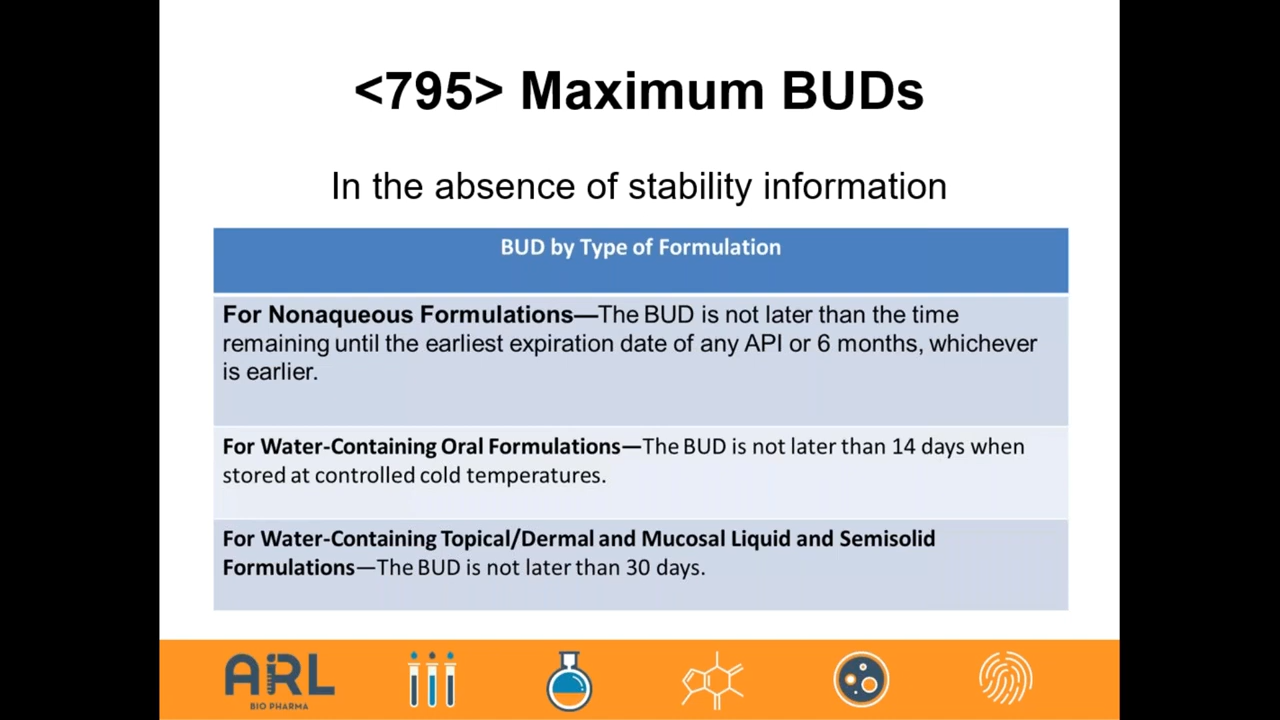 <795> Maximum BUDs
In the absence of stability information
BUD by Type of Formulation
For Nonaqueous Formulations—The BUD is not later than the time
remaining until the earliest expiration date of any API or 6 months, whichever
is earlier.
For Water-Containing Oral Formulations—The BUD is not later than 14 days when
stored at controlled cold temperatures.
For Water-Containing Topical/Dermal and Mucosal Liquid and Semisolid
Formulations—The BUD is not later than 30 days.
ARL
BIO PHARMA